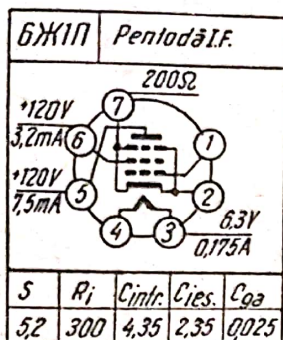 6Ж1П Pentodă I.F.
200Ω
7
+120V
3,2mA 6 1
+120V
7,5mA 5 2
4 3 6,3V
0,175A
S Ri Cintr. Cies. Cga
5,2 300 4,35 2,35 0,025